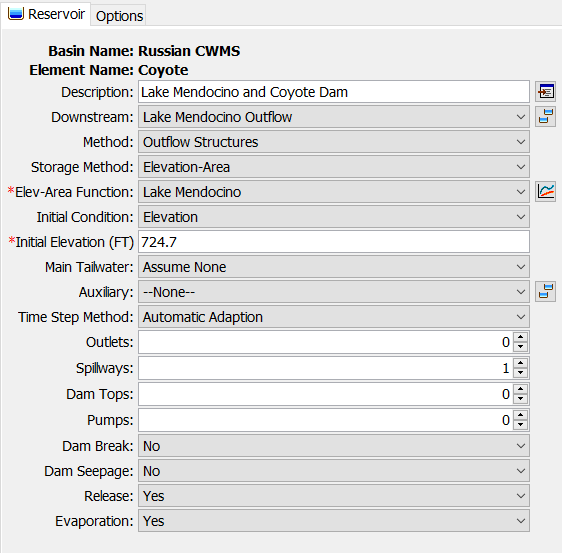 Reservoir Options
Basin Name: Russian CWMS
Element Name: Coyote
Description: Lake Mendocino and Coyote Dam
Downstream: Lake Mendocino Outflow
Method: Outflow Structures
Storage Method: Elevation-Area
*Elev-Area Function: Lake Mendocino
Initial Condition: Elevation
*Initial Elevation (FT) 724.7
Main Tailwater: Assume None
Auxiliary: --None--
Time Step Method: Automatic Adaption
Outlets: 0
Spillways: 1
Dam Tops: 0
Pumps: 0
Dam Break: No
Dam Seepage: No
Release: Yes
Evaporation: Yes